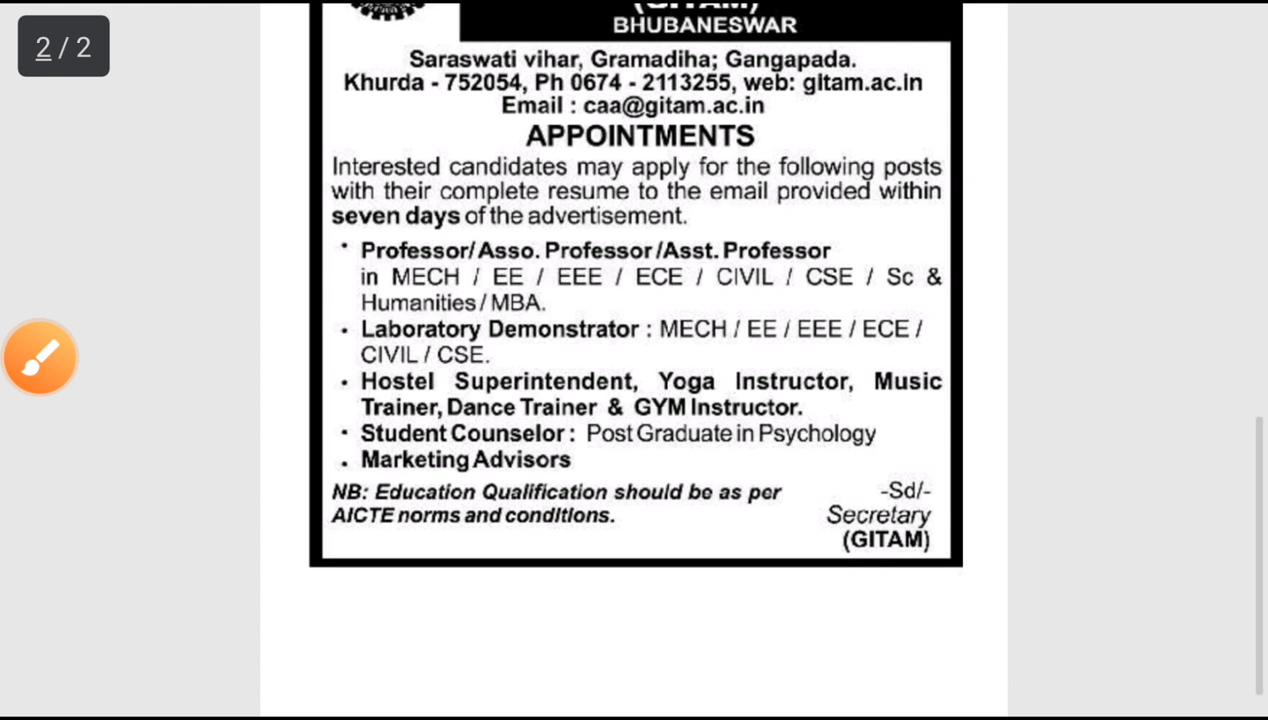 2 / 2
(GITAM)
BHUBANESWAR
Saraswati vihar, Gramadiha; Gangapada.
Khurda - 752054, Ph 0674 - 2113255, web: gitam.ac.in
Email : caa@gitam.ac.in
APPOINTMENTS
Interested candidates may apply for the following posts
with their complete resume to the email provided within
seven days of the advertisement.
• Professor/ Asso. Professor /Asst. Professor
in MECH / EE / EEE / ECE / CIVIL / CSE / Sc &
Humanities / MBA.
• Laboratory Demonstrator : MECH / EE / EEE / ECE /
CIVIL / CSE.
• Hostel Superintendent, Yoga Instructor, Music
Trainer, Dance Trainer & GYM Instructor.
• Student Counselor : Post Graduate in Psychology
• Marketing Advisors
NB: Education Qualification should be as per
AICTE norms and conditions.
-Sd/-
Secretary
(GITAM)